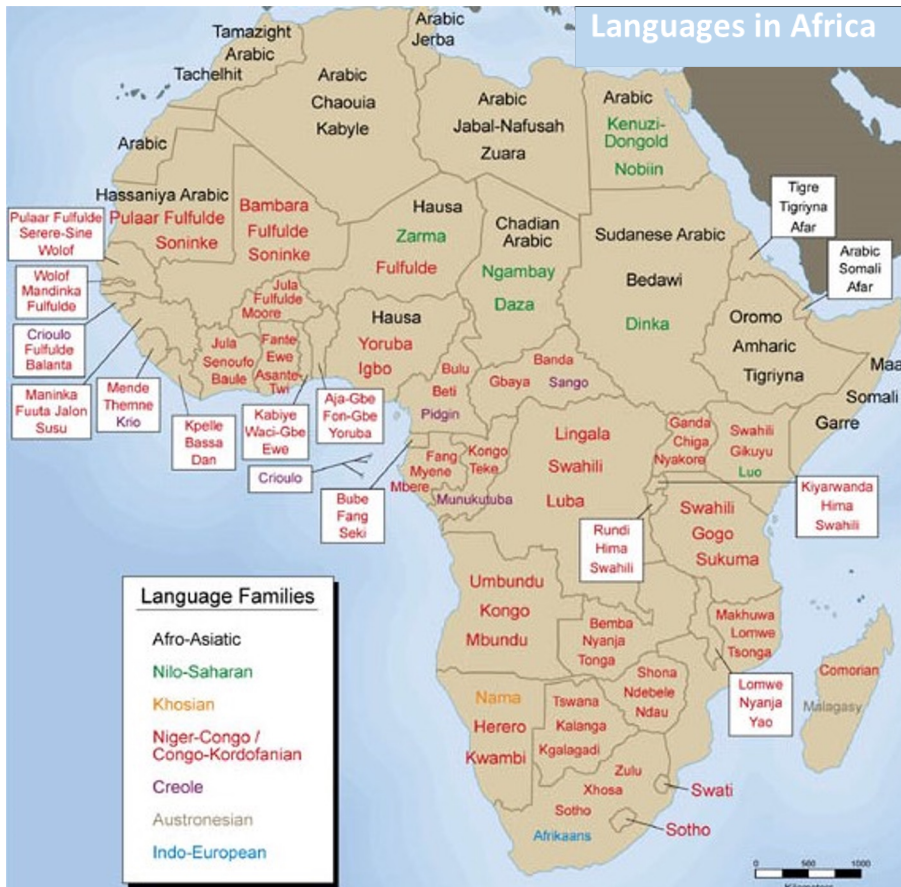 Languages in Africa
Tamazight
Arabic
Tachelhit
Arabic
Jerba
Arabic
Chaouia
Kabyle
Arabic
Jabal-Nafusah
Zuara
Arabic
Kenuzi-
Dongold
Nobiin
Arabic
Hassaniya Arabic
Pulaar Fulfulde
Soninke
Bambara
Fulfulde
Soninke
Hausa
Zarma
Fulfulde
Chadian
Arabic
Ngambay
Daza
Sudanese Arabic
Bedawi
Dinka
Tigre
Tigriyna
Afar
Arabic
Somali
Afar
Pulaar Fulfulde
Serere-Sine
Wolof
Wolof
Mandinka
Fulfulde
Crioulo
Fulfulde
Balanta
Maninka
Fuuta Jalon
Susu
Mende
Themne
Krio
Kpelle
Bassa
Dan
Jula
Senoufo
Baule
Jula
Fulfulde
Moore
Fante
Ewe
Asante-
Twi
Kabiye
Waci-Gbe
Ewe
Aja-Gbe
Fon-Gbe
Yoruba
Hausa
Yoruba
Igbo
Bulu
Beti
Pidgin
Banda
Gbaya
Sango
Oromo
Amharic
Tigriyna
Maa
Somali
Garre
Crioulo
Bube
Fang
Seki
Fang
Myene
Mbere
Kongo
Teke
Munukutuba
Lingala
Swahili
Luba
Ganda
Chiga
Nyakore
Swahili
Gikuyu
Luo
Kiyarwanda
Hima
Swahili
Rundi
Hima
Swahili
Swahili
Gogo
Sukuma
Umbundu
Kongo
Mbundu
Bemba
Nyanja
Tonga
Makhuwa
Lomwe
Tsonga
Lomwe
Nyanja
Yao
Comorian
Malagasy
Shona
Ndebele
Ndau
Nama
Herero
Kwambi
Tswana
Kalanga
Kgalagadi
Zulu
Xhosa
Sotho
Afrikaans
Swati
Sotho
Language Families
Afro-Asiatic
Nilo-Saharan
Khosian
Niger-Congo /
Congo-Kordofanian
Creole
Austronesian
Indo-European
0 500 1000